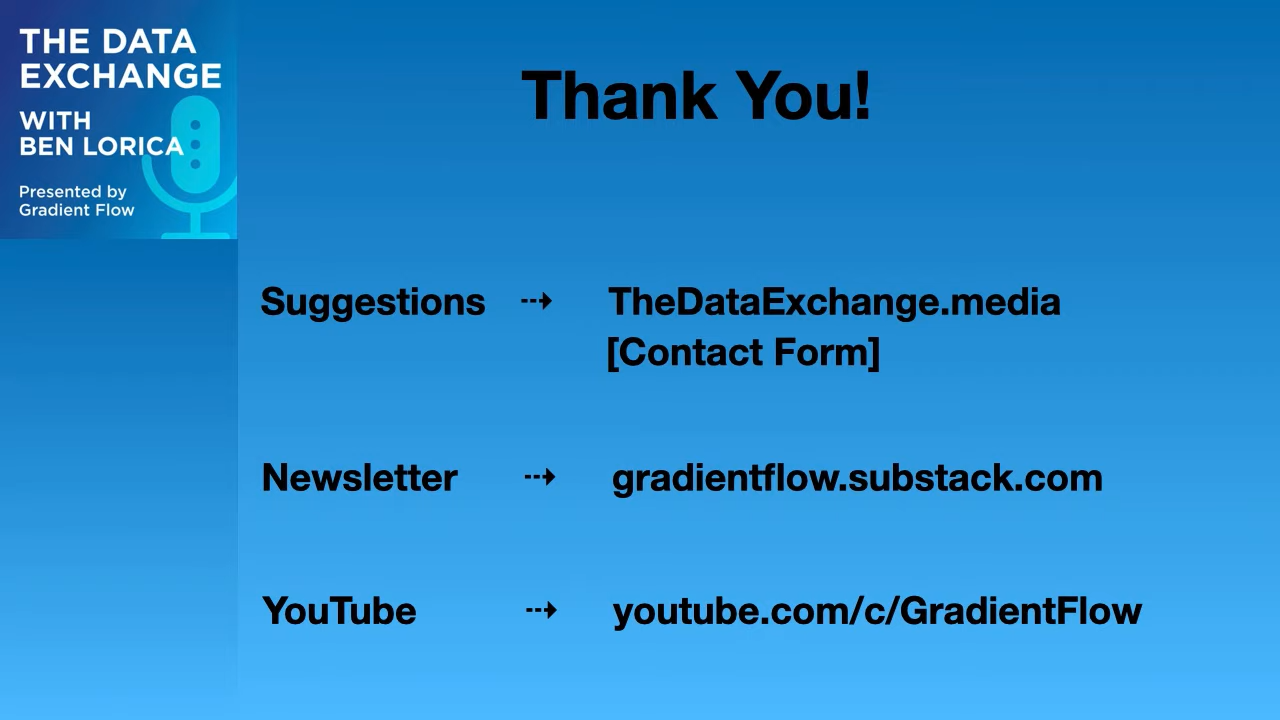 THE DATA
EXCHANGE
WITH
BEN LORICA
Presented by
Gradient Flow
Thank You!
Suggestions ⇢ TheDataExchange.media
[Contact Form]
Newsletter ⇢ gradientflow.substack.com
YouTube ⇢ youtube.com/c/GradientFlow